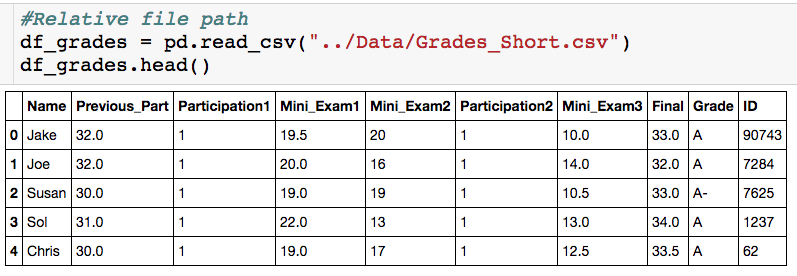 #Relative file path
df_grades = pd.read_csv("../Data/Grades_Short.csv")
df_grades.head()
Name Previous_Part Participation1 Mini_Exam1 Mini_Exam2 Participation2 Mini_Exam3 Final Grade ID
0 Jake 32.0 1 19.5 20 1 10.0 33.0 A 90743
1 Joe 32.0 1 20.0 16 1 14.0 32.0 A 7284
2 Susan 30.0 1 19.0 19 1 10.5 33.0 A- 7625
3 Sol 31.0 1 22.0 13 1 13.0 34.0 A 1237
4 Chris 30.0 1 19.0 17 1 12.5 33.5 A 62